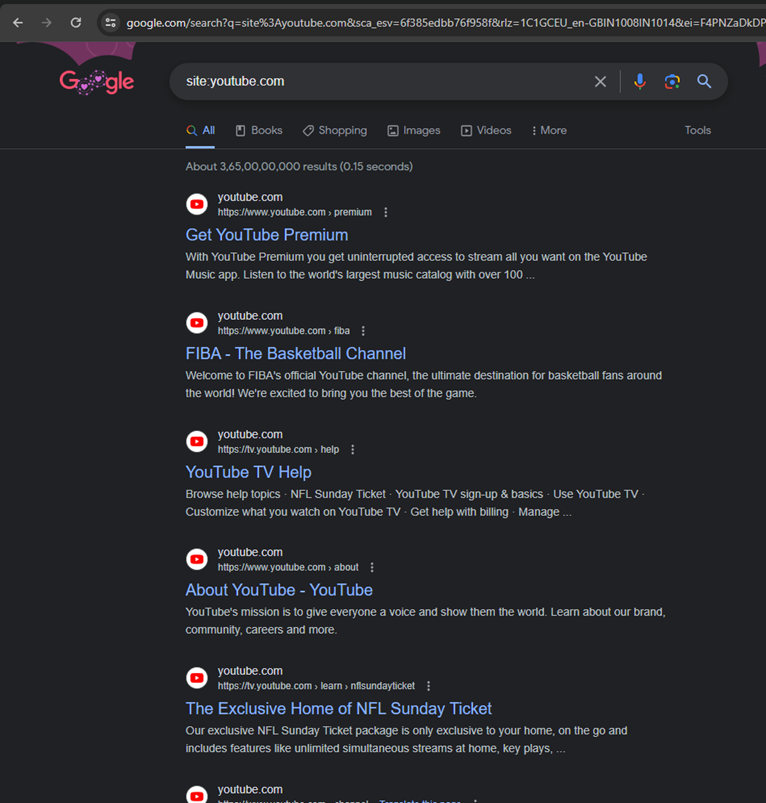 google.com/search?q=site%3Ayoutube.com&sca_esv=6f385edbb76f958f&rlz=1C1GCEU_en-GBIN1008IN1014&ei=F4PNZaDkDP
Google
site:youtube.com
All Books Shopping Images Videos More Tools
About 3,65,00,00,000 results (0.15 seconds)
youtube.com
https://www.youtube.com › premium
Get YouTube Premium
With YouTube Premium you get uninterrupted access to stream all you want on the YouTube
Music app. Listen to the world's largest music catalog with over 100 ...
youtube.com
https://www.youtube.com › fiba
FIBA - The Basketball Channel
Welcome to FIBA's official YouTube channel, the ultimate destination for basketball fans around
the world! We're excited to bring you the best of the game.
youtube.com
https://tv.youtube.com › help
YouTube TV Help
Browse help topics · NFL Sunday Ticket · YouTube TV sign-up & basics · Use YouTube TV ·
Customize what you watch on YouTube TV · Get help with billing · Manage ...
youtube.com
https://www.youtube.com › about
About YouTube - YouTube
YouTube's mission is to give everyone a voice and show them the world. Learn about our brand,
community, careers and more.
youtube.com
https://tv.youtube.com › learn › nflsundayticket
The Exclusive Home of NFL Sunday Ticket
Our exclusive NFL Sunday Ticket package is only exclusive to your home, on the go and
includes features like unlimited simultaneous streams at home, key plays, ...
youtube.com